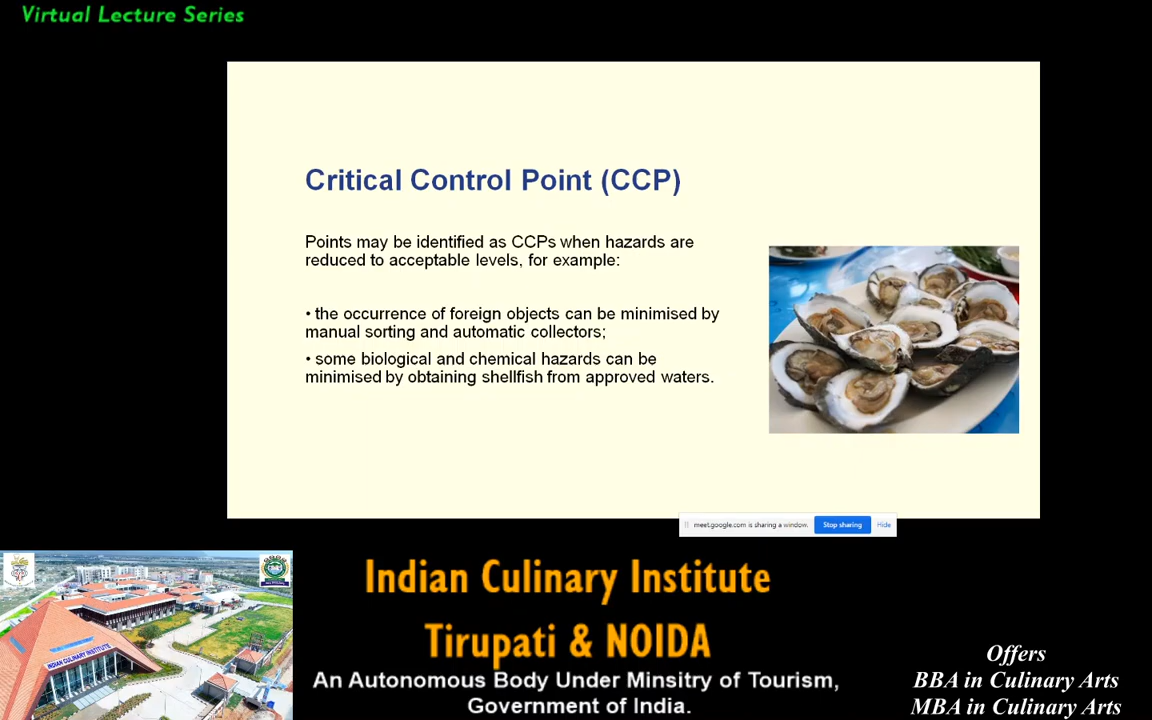 Virtual Lecture Series
Critical Control Point (CCP)
Points may be identified as CCPs when hazards are
reduced to acceptable levels, for example:
• the occurrence of foreign objects can be minimised by
manual sorting and automatic collectors;
• some biological and chemical hazards can be
minimised by obtaining shellfish from approved waters.
meet.google.com is sharing a window.
Stop sharing
Hide
INDIAN CULINARY INSTITUTE
Indian Culinary Institute
Tirupati & NOIDA
An Autonomous Body Under Minsitry of Tourism,
Government of India.
Offers
BBA in Culinary Arts
MBA in Culinary Arts